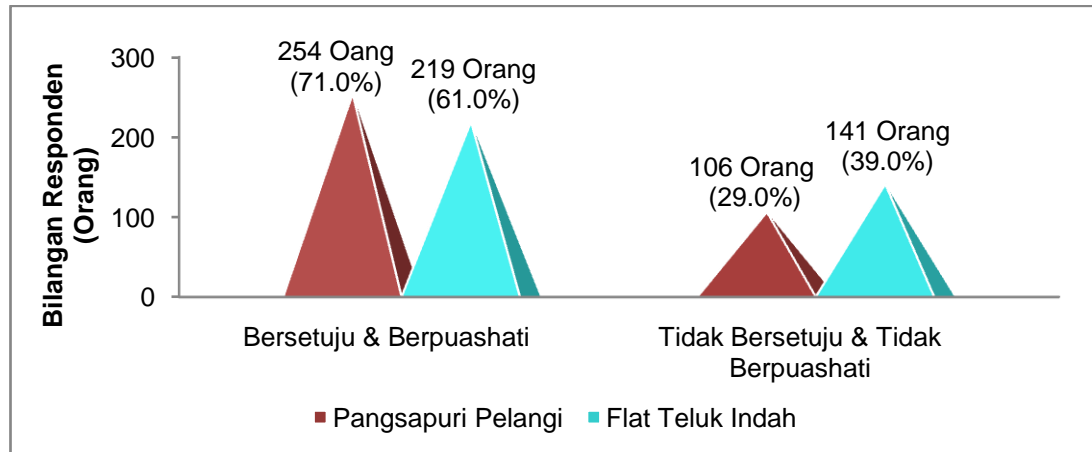 Bilangan Responden
(Orang)
300
200
100
0
254 Oang
(71.0%)
219 Orang
(61.0%)
106 Orang
(29.0%)
141 Orang
(39.0%)
Bersetuju & Berpuashati
Tidak Bersetuju & Tidak
Berpuashati
Pangsapuri Pelangi
Flat Teluk Indah